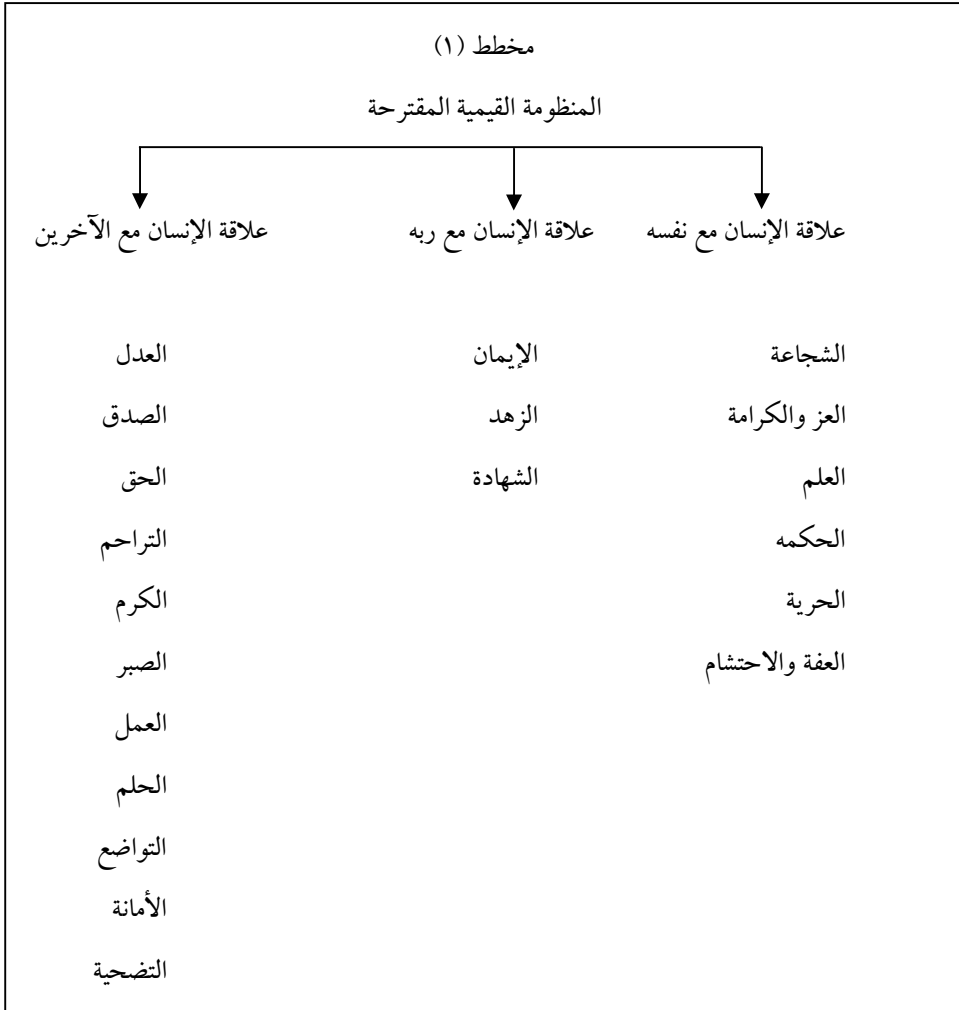 مخطط (١)
المنظومة القيمية المقترحة
علاقة الإنسان مع نفسه علاقة الإنسان مع ربه علاقة الإنسان مع الآخرين
الشجاعة الإيمان العدل
العز والكرامة الزهد الصدق
العلم الشهادة الحق
الحكمه التراحم
الحرية الكرم
العفة والاحتشام الصبر
العمل
الحلم
التواضع
الأمانة
التضحية